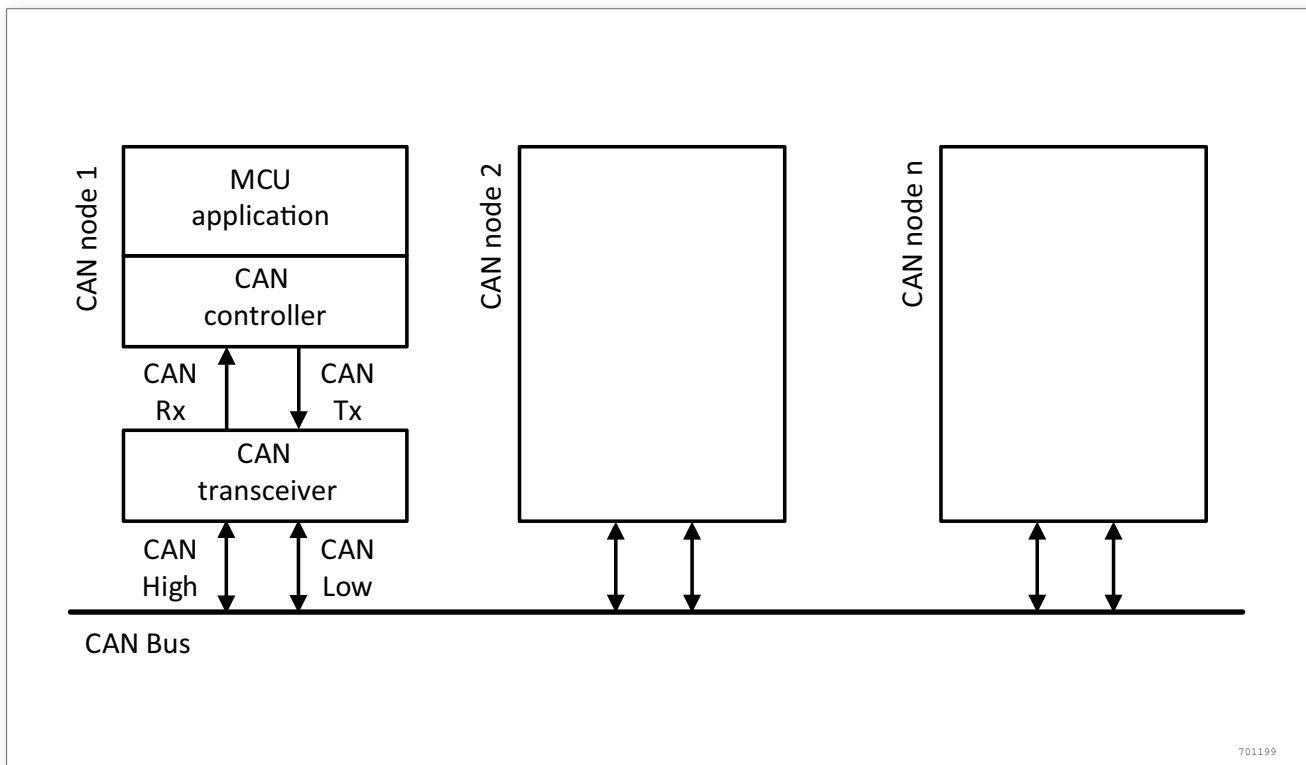 CAN node 1
MCU
application
CAN
controller
CAN
Rx
CAN
Tx
CAN
transceiver
CAN
High
CAN
Low
CAN node 2
CAN node n
CAN Bus
701199